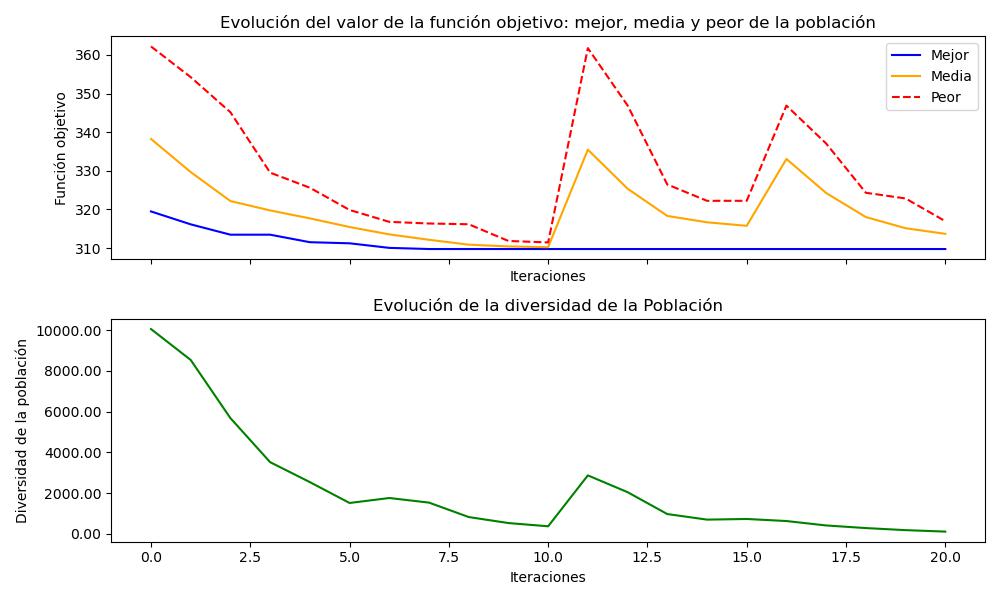 Evolución del valor de la función objetivo: mejor, media y peor de la población
Función objetivo
360
350
340
330
320
310
Mejor
Media
Peor
Iteraciones
Evolución de la diversidad de la Población
Diversidad de la población
10000.00
8000.00
6000.00
4000.00
2000.00
0.00
0.0 2.5 5.0 7.5 10.0 12.5 15.0 17.5 20.0
Iteraciones